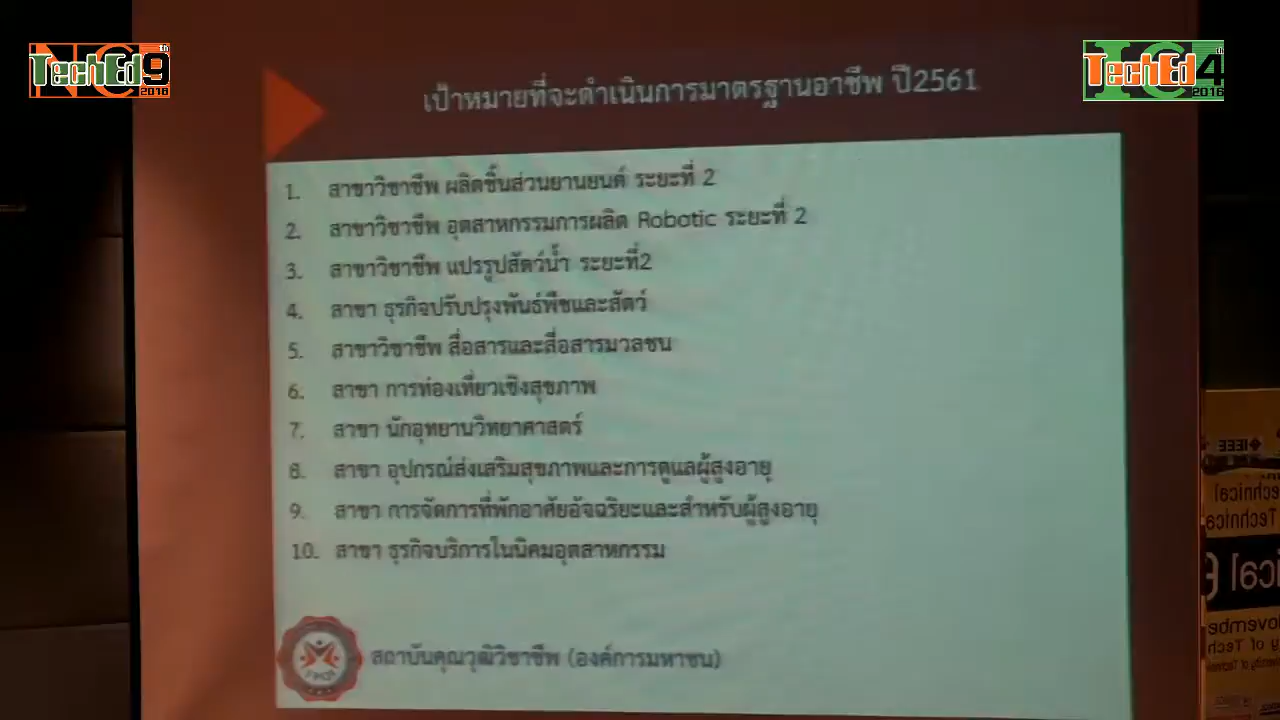 NCTechEd9th 2016
ICTechEd4th 2016
เป้าหมายที่จะดำเนินการมาตรฐานอาชีพ ปี2561
1. สาขาวิชาชีพ ผลิตชิ้นส่วนยานยนต์ ระยะที่ 2
2. สาขาวิชาชีพ อุตสาหกรรมการผลิต Robotic ระยะที่ 2
3. สาขาวิชาชีพ แปรรูปสัตว์น้ำ ระยะที่2
4. สาขา ธุรกิจปรับปรุงพันธ์พืชและสัตว์
5. สาขาวิชาชีพ สื่อสารและสื่อสารมวลชน
6. สาขา การท่องเที่ยวเชิงสุขภาพ
7. สาขา นักอุทยานวิทยาศาสตร์
8. สาขา อุปกรณ์ส่งเสริมสุขภาพและการดูแลผู้สูงอายุ
9. สาขา การจัดการที่พักอาศัยอัจฉริยะและสำหรับผู้สูงอายุ
10. สาขา ธุรกิจบริการในนิคมอุตสาหกรรม
สถาบันคุณวุฒิวิชาชีพ (องค์การมหาชน)
IEEE